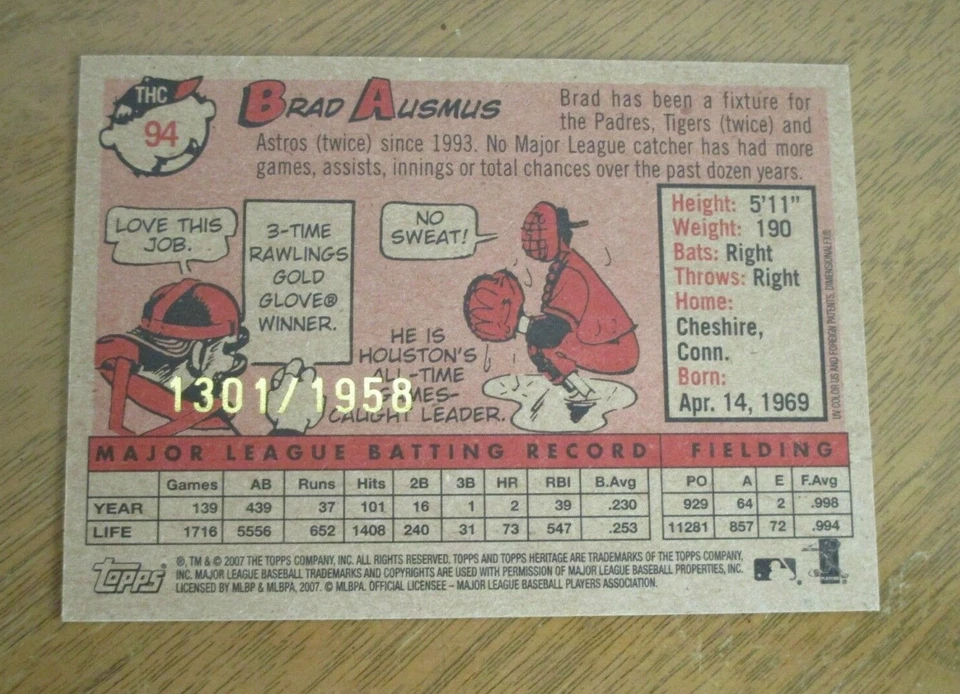 THC
94
BRAD AUSMUS
Brad has been a fixture for
the Padres, Tigers (twice) and
Astros (twice) since 1993. No Major League catcher has had more
games, assists, innings or total chances over the past dozen years.
LOVE THIS
JOB.
3-TIME
RAWLINGS
GOLD
GLOVE®
WINNER.
NO
SWEAT!
HE IS
HOUSTON'S
ALL-TIME
GAMES-
CAUGHT LEADER.
1301/1958
Height: 5'11"
Weight: 190
Bats: Right
Throws: Right
Home:
Cheshire,
Conn.
Born:
Apr. 14, 1969
UV COLOR US AND FOREIGN PATENTS, DIMENSIONALFX®
MAJOR LEAGUE BATTING RECORD FIELDING
Games AB Runs Hits 2B 3B HR RBI B.Avg PO A E F.Avg
YEAR 139 439 37 101 16 1 2 39 .230 929 64 2 .998
LIFE 1716 5556 652 1408 240 31 73 547 .253 11281 857 72 .994
Topps
®, TM & © 2007 THE TOPPS COMPANY, INC. ALL RIGHTS RESERVED. TOPPS AND TOPPS HERITAGE ARE TRADEMARKS OF THE TOPPS COMPANY,
INC. MAJOR LEAGUE BASEBALL TRADEMARKS AND COPYRIGHTS ARE USED WITH PERMISSION OF MAJOR LEAGUE BASEBALL PROPERTIES, INC.
LICENSED BY MLBP & MLBPA, 2007. © MLBPA. OFFICIAL LICENSEE – MAJOR LEAGUE BASEBALL PLAYERS ASSOCIATION.